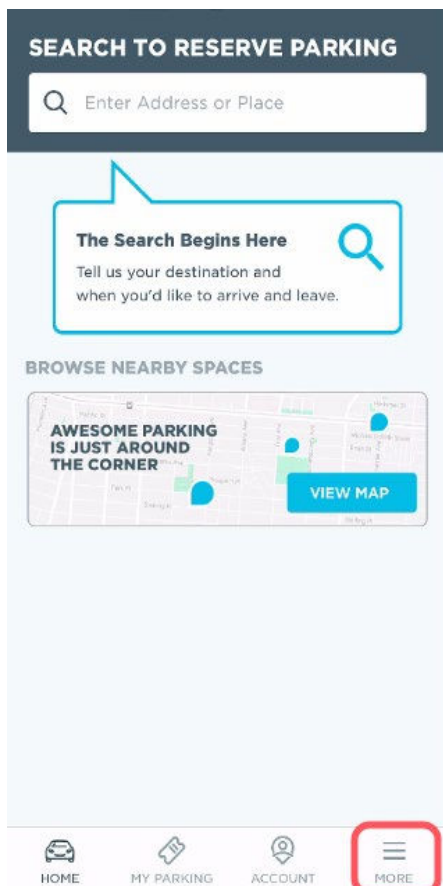 SEARCH TO RESERVE PARKING
Enter Address or Place
The Search Begins Here
Tell us your destination and
when you'd like to arrive and leave.
BROWSE NEARBY SPACES
AWESOME PARKING
IS JUST AROUND
THE CORNER
VIEW MAP
HOME
MY PARKING
ACCOUNT
MORE